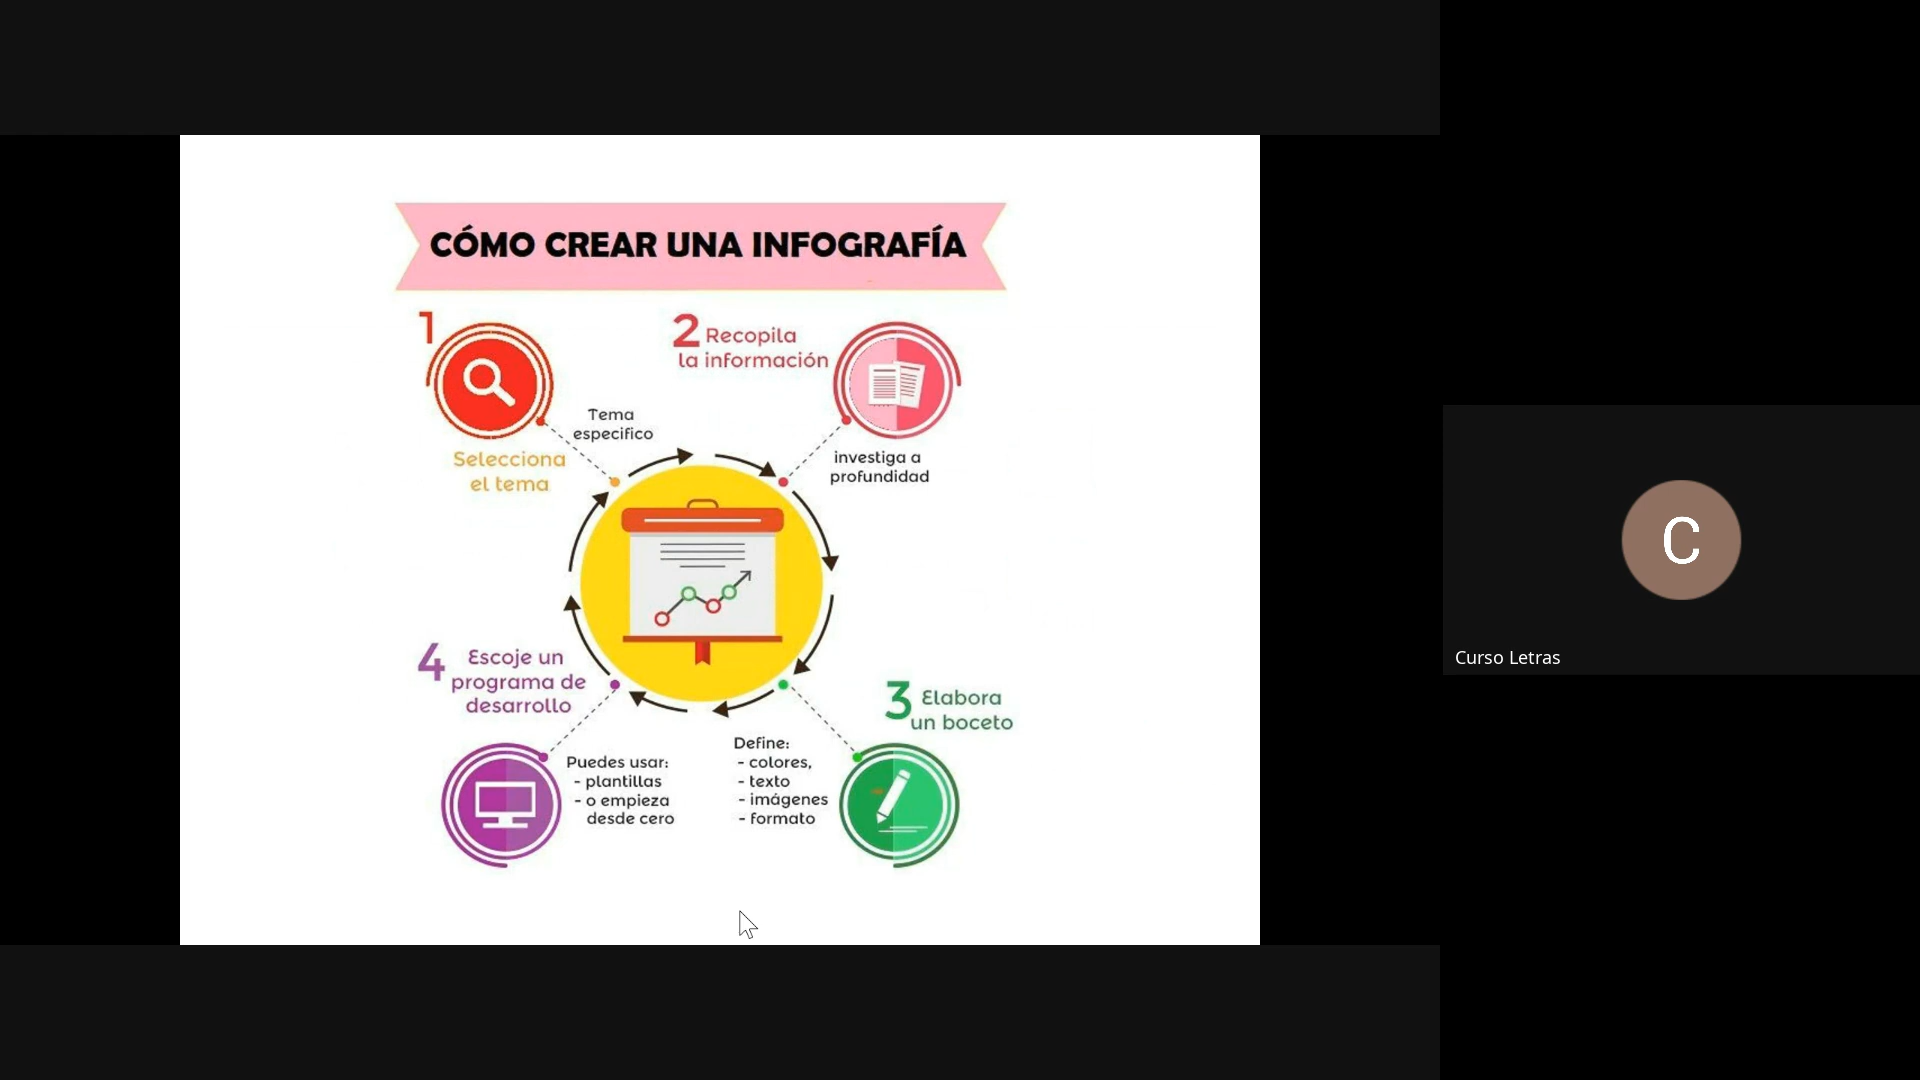 CÓMO CREAR UNA INFOGRAFÍA
1
Selecciona
el tema
Tema
especifico
2 Recopila
la información
investiga a
profundidad
3 Elabora
un boceto
Define:
- colores,
- texto
- imágenes
- formato
4 Escoje un
programa de
desarrollo
Puedes usar:
- plantillas
- o empieza
desde cero
C
Curso Letras